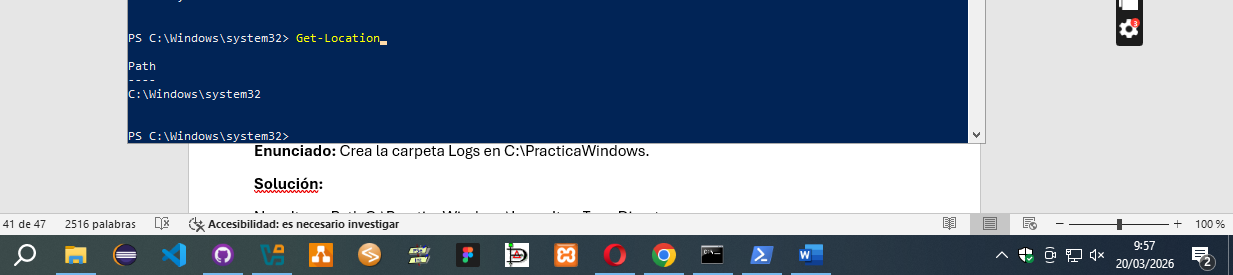 PS C:\Windows\system32> Get-Location
Path
----
C:\Windows\system32
PS C:\Windows\system32>
Enunciado: Crea la carpeta Logs en C:\PracticaWindows.
Solución:
41 de 47 2516 palabras Accesibilidad: es necesario investigar 100 %
9:57
20/03/2026
2